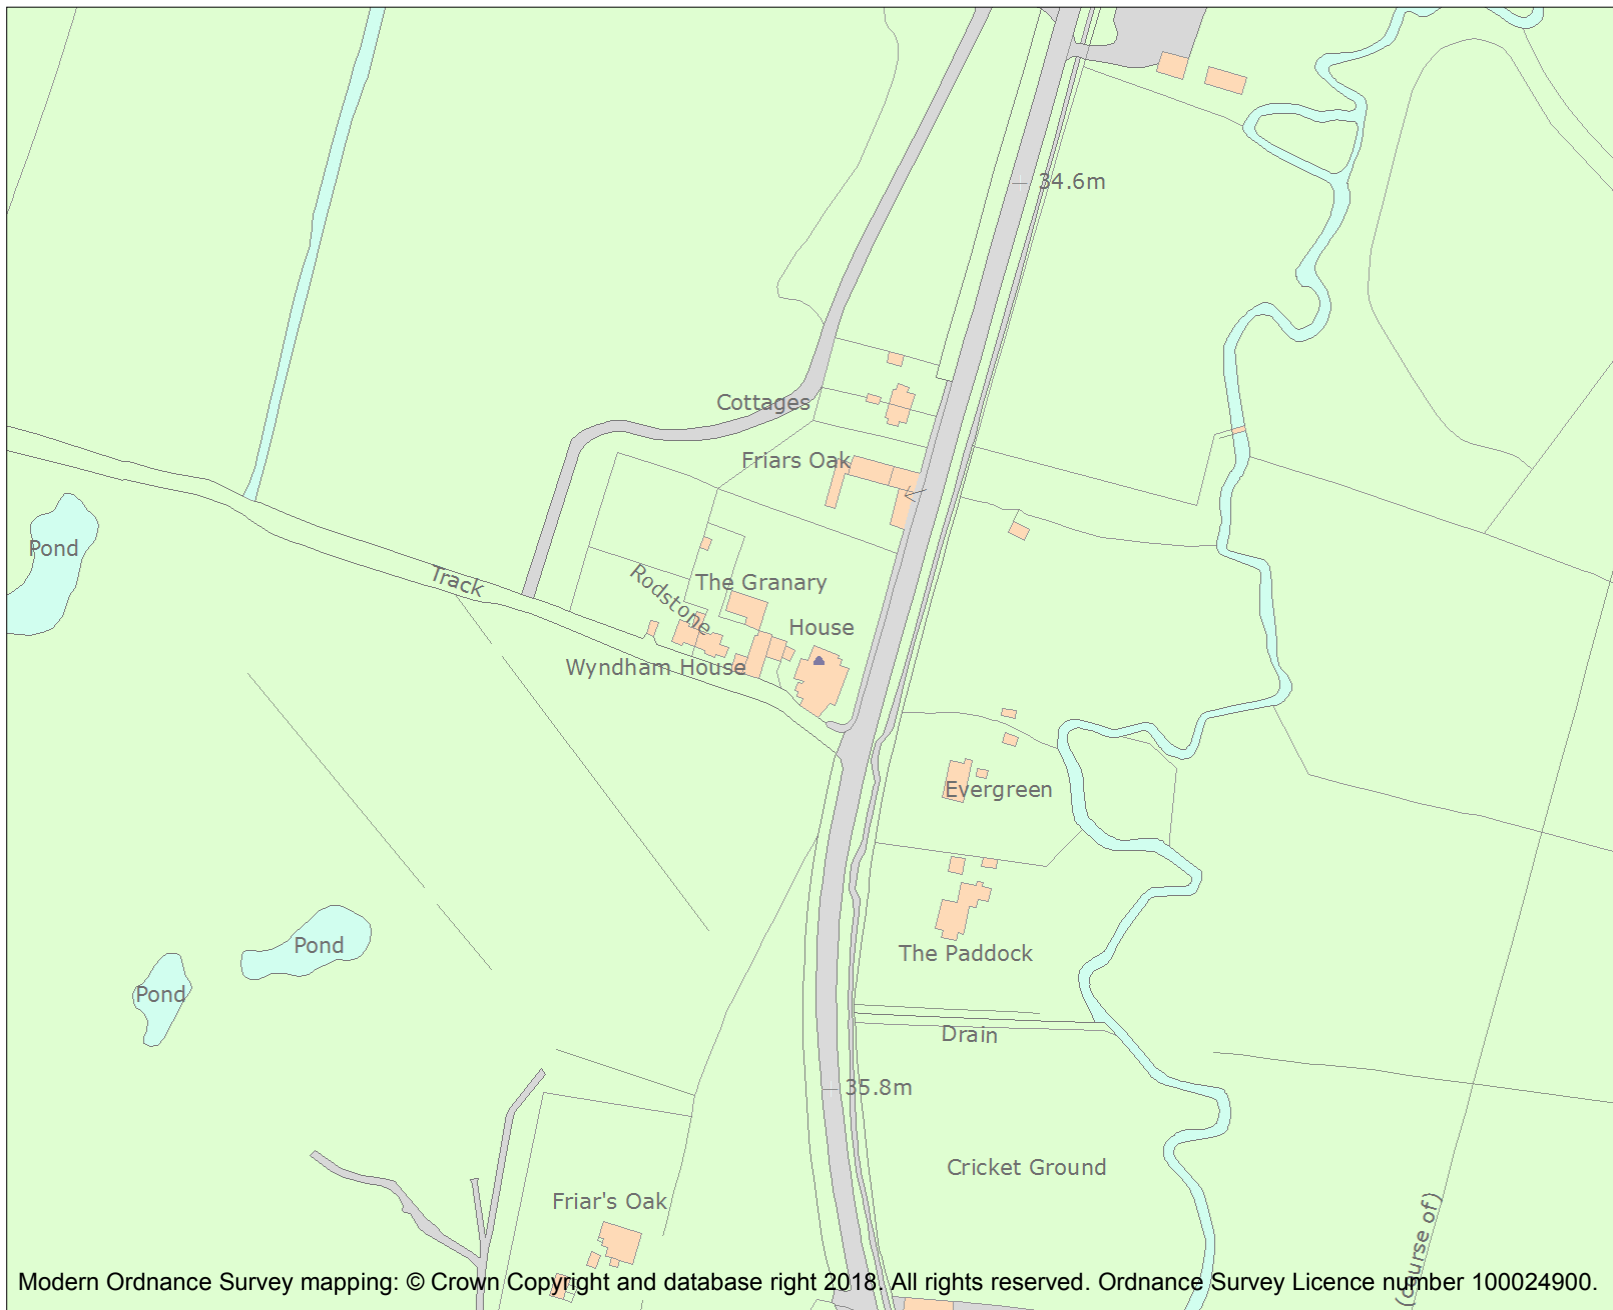 34.6m
Cottages
Friars Oak
Pond
Track
Rodstone
The Granary
House
Wyndham House
Evergreen
Pond
The Paddock
Pond
Drain
35.8m
Cricket Ground
Friar's Oak
(course of)
Modern Ordnance Survey mapping: © Crown Copyright and database right 2018. All rights reserved. Ordnance Survey Licence number 100024900.